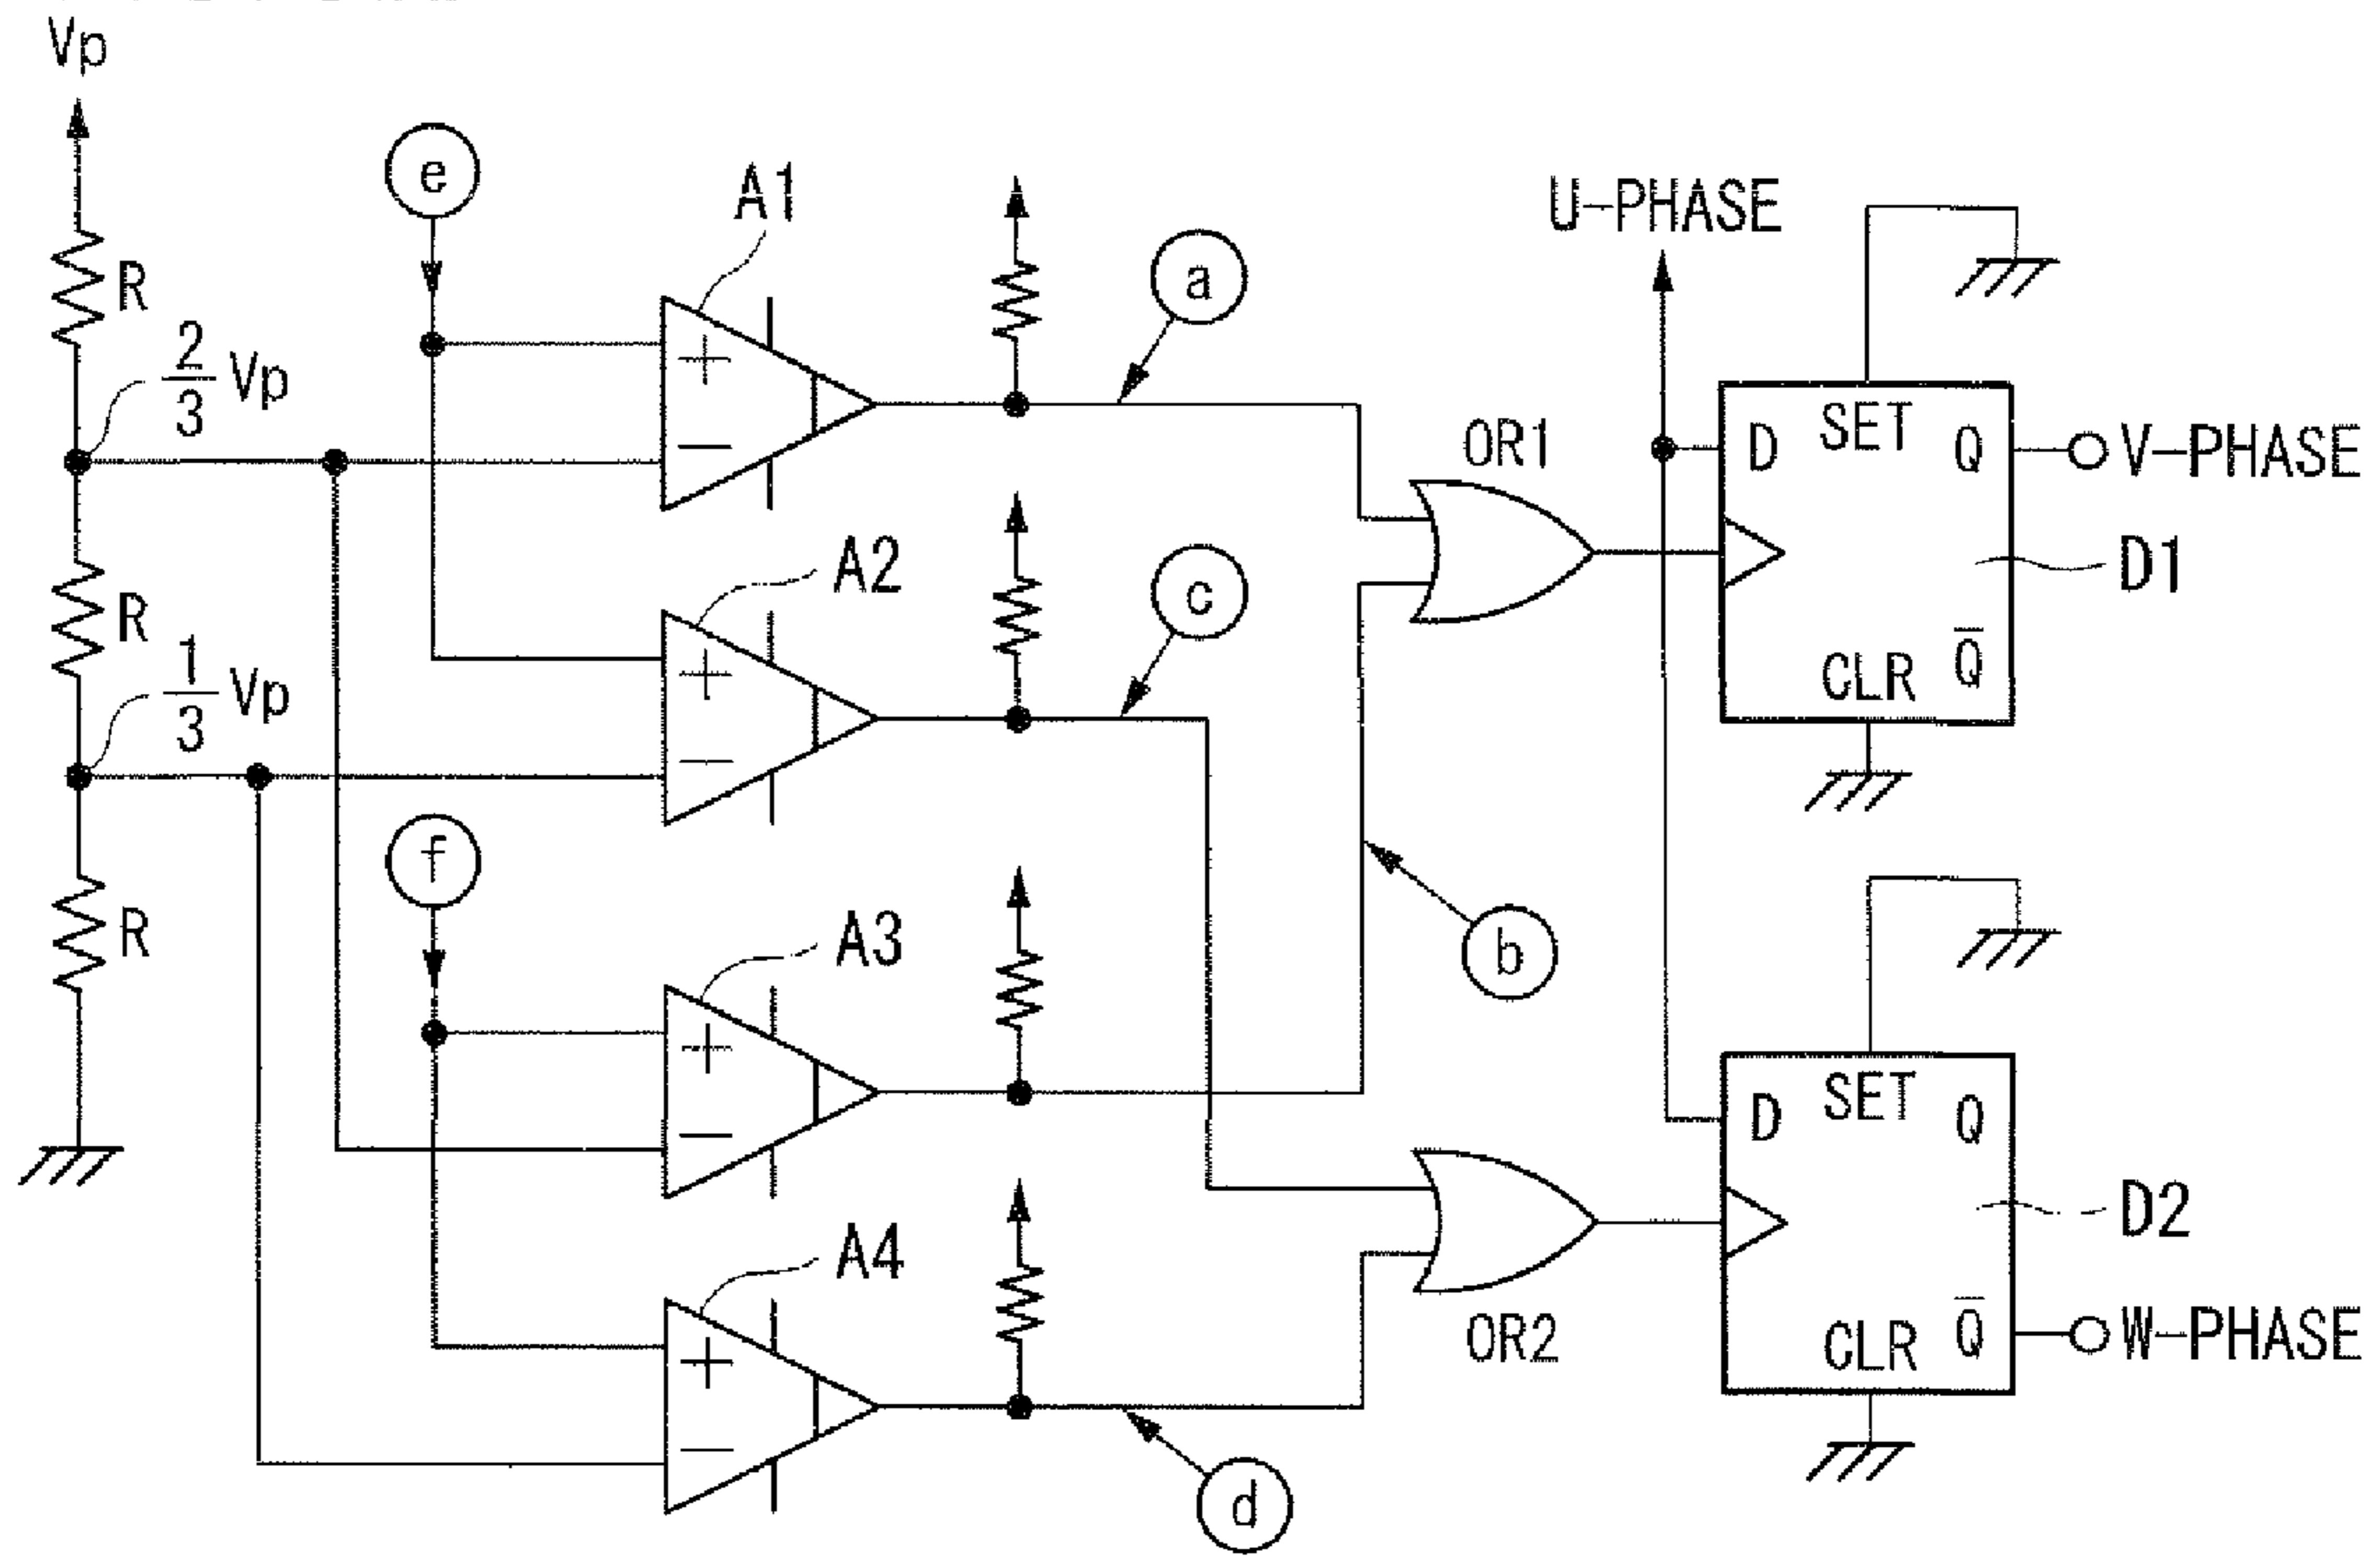 Vp
e
A1
U-PHASE
R
a
2/3 Vp
+
−
OR1
D
SET
Q
V-PHASE
A2
c
D1
R
1/3 Vp
+
−
CLR
Q̅
f
A3
b
R
+
−
D
SET
Q
D2
A4
+
−
OR2
CLR
Q̅
W-PHASE
d